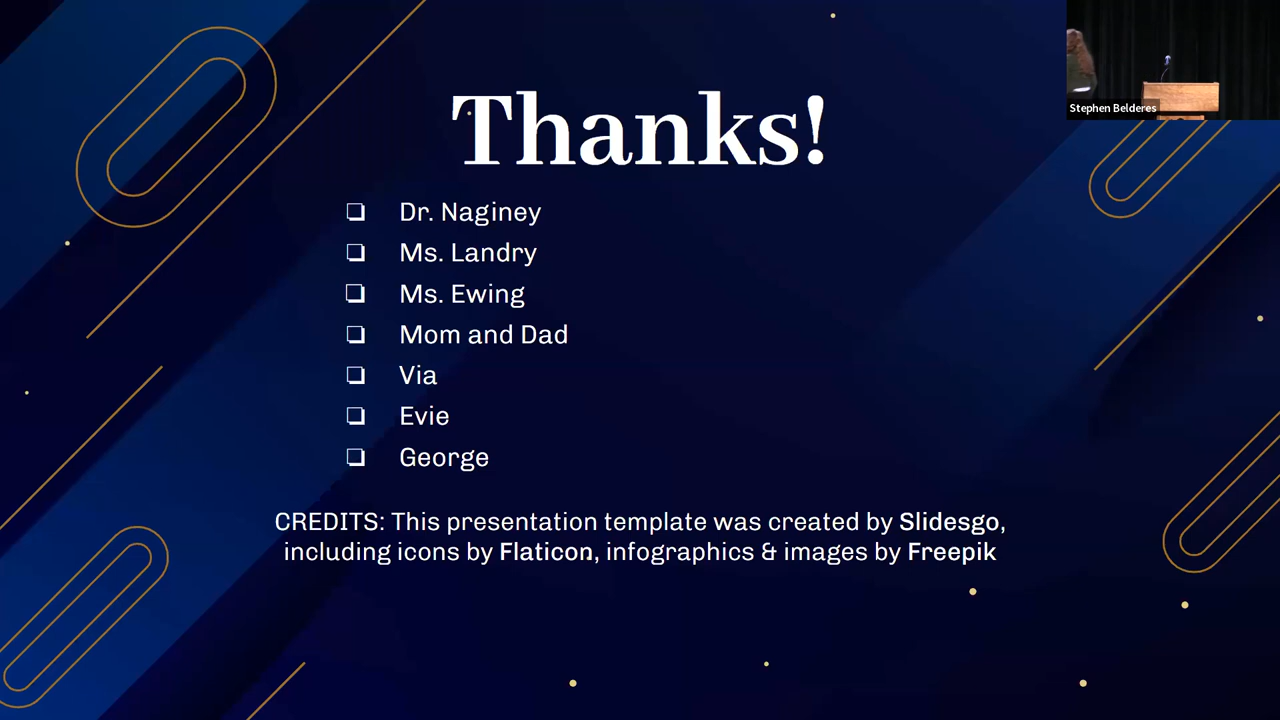 Stephen Belderes
Thanks!
❏ Dr. Naginey
❏ Ms. Landry
❏ Ms. Ewing
❏ Mom and Dad
❏ Via
❏ Evie
❏ George
CREDITS: This presentation template was created by Slidesgo,
including icons by Flaticon, infographics & images by Freepik